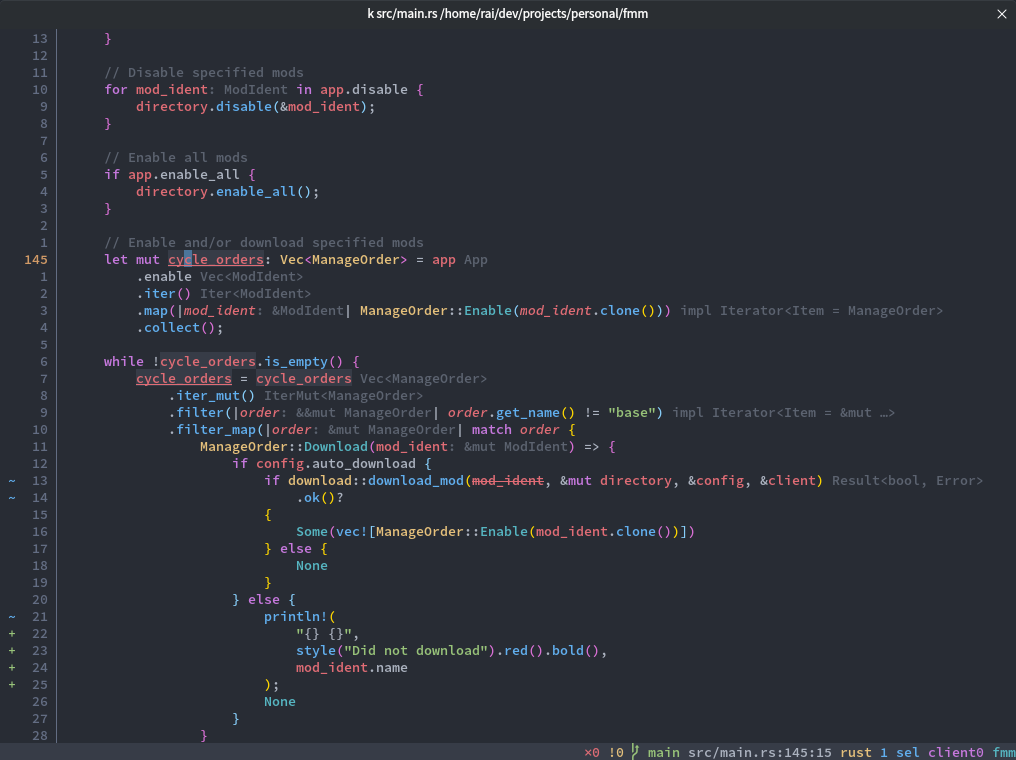 k src/main.rs /home/rai/dev/projects/personal/fmm
13 }
12
11 // Disable specified mods
10 for mod_ident: ModIdent in app.disable {
9 directory.disable(&mod_ident);
8 }
7
6 // Enable all mods
5 if app.enable_all {
4 directory.enable_all();
3 }
2
1 // Enable and/or download specified mods
145 let mut cycle_orders: Vec<ManageOrder> = app App
1 .enable Vec<ModIdent>
2 .iter() Iter<ModIdent>
3 .map(|mod_ident: &ModIdent| ManageOrder::Enable(mod_ident.clone())) impl Iterator<Item = ManageOrder>
4 .collect();
5
6 while !cycle_orders.is_empty() {
7 cycle_orders = cycle_orders Vec<ManageOrder>
8 .iter_mut() IterMut<ManageOrder>
9 .filter(|order: &&mut ManageOrder| order.get_name() != "base") impl Iterator<Item = &mut …>
10 .filter_map(|order: &mut ManageOrder| match order {
11 ManageOrder::Download(mod_ident: &mut ModIdent) => {
12 if config.auto_download {
~ 13 if download::download_mod(mod_ident, &mut directory, &config, &client) Result<bool, Error>
~ 14 .ok()?
15 {
16 Some(vec![ManageOrder::Enable(mod_ident.clone())])
17 } else {
18 None
19 }
20 } else {
~ 21 println!(
+ 22 "{} {}",
+ 23 style("Did not download").red().bold(),
+ 24 mod_ident.name
+ 25 );
26 None
27 }
28 }
×0 !0 main src/main.rs:145:15 rust 1 sel client0 fmm